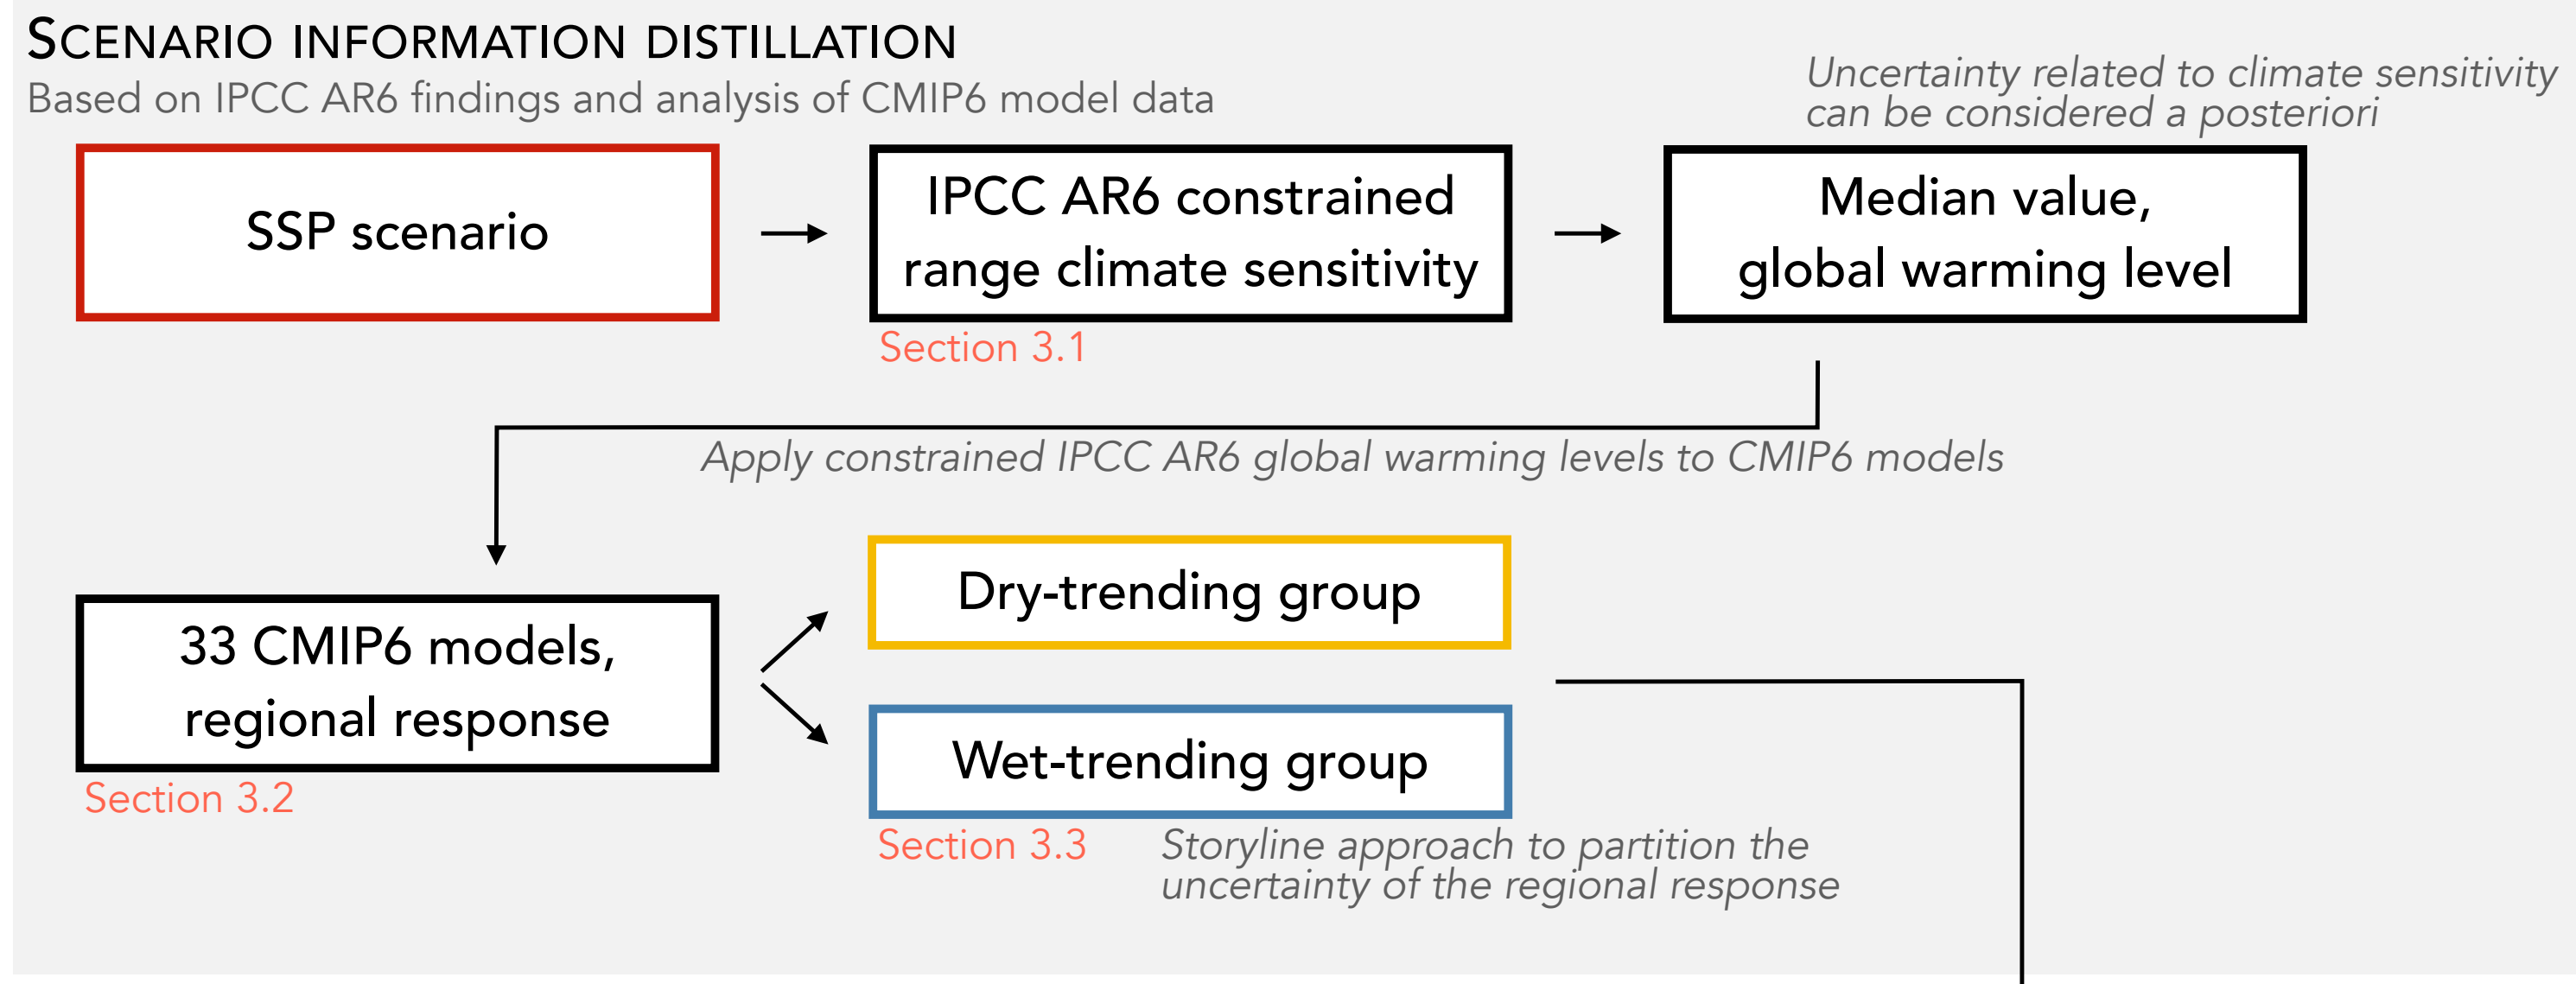 SCENARIO INFORMATION DISTILLATION
Based on IPCC AR6 findings and analysis of CMIP6 model data
Uncertainty related to climate sensitivity
can be considered a posteriori
SSP scenario
IPCC AR6 constrained
range climate sensitivity
Median value,
global warming level
Section 3.1
Apply constrained IPCC AR6 global warming levels to CMIP6 models
33 CMIP6 models,
regional response
Section 3.2
Dry-trending group
Wet-trending group
Section 3.3
Storyline approach to partition the
uncertainty of the regional response